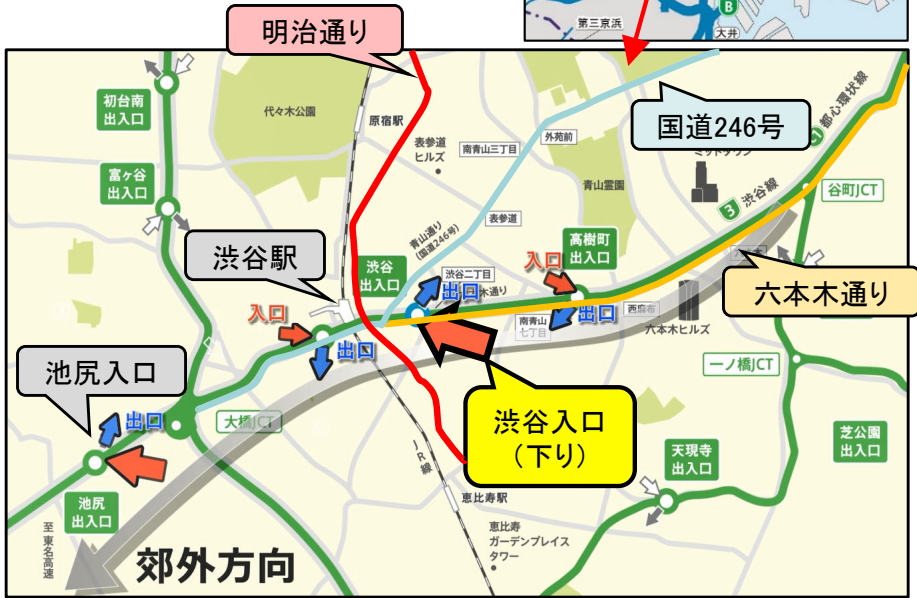 第三京浜
B
大井
明治通り
初台南
出入口
代々木公園
原宿駅
国道246号
都心環状線
外苑前
南青山三丁目
表参道
ヒルズ
富ヶ谷
出入口
青山霊園
谷町JCT
3
渋谷線
表参道
青山通り
(国道246号)
高樹町
出入口
渋谷駅
渋谷
出入口
渋谷二丁目
入口
出口
木通り
六本木通り
入口
出口
南青山
七丁目
出口
西麻布
六本木ヒルズ
池尻入口
一ノ橋JCT
出口
大橋JCT
渋谷入口
(下り)
芝公園
出入口
天現寺
出入口
JR線
池尻
出入口
恵比寿駅
至東名高速
恵比寿
ガーデンプレイス
タワー
郊外方向